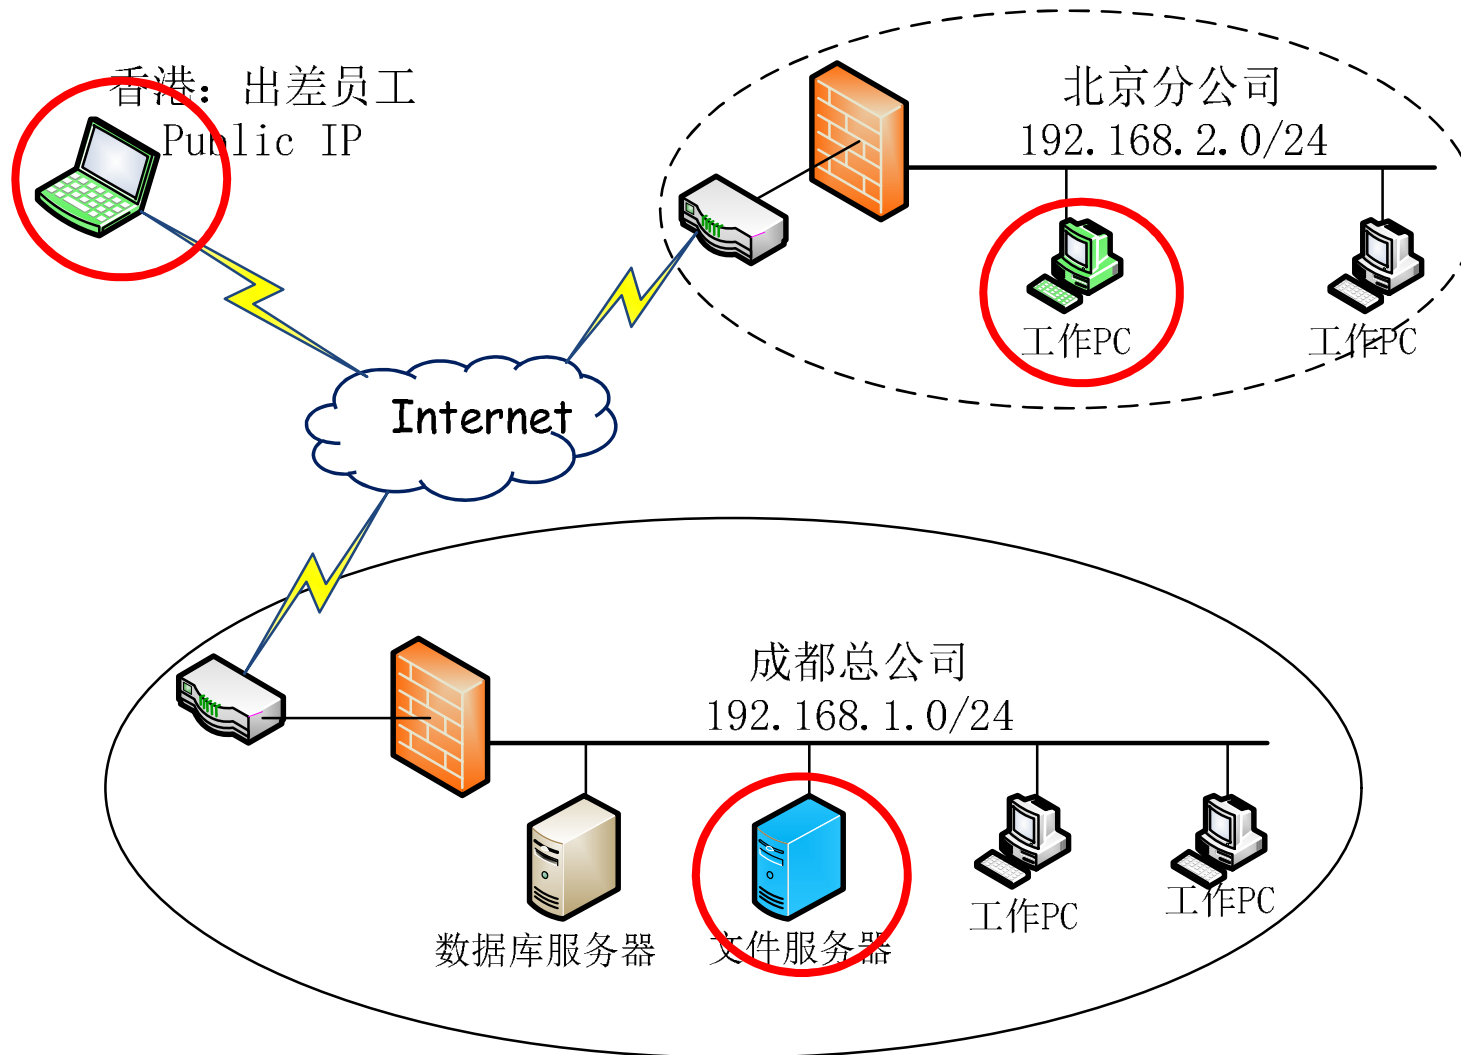 香港：出差员工
Public IP
北京分公司
192.168.2.0/24
工作PC
工作PC
Internet
成都总公司
192.168.1.0/24
数据库服务器
文件服务器
工作PC
工作PC